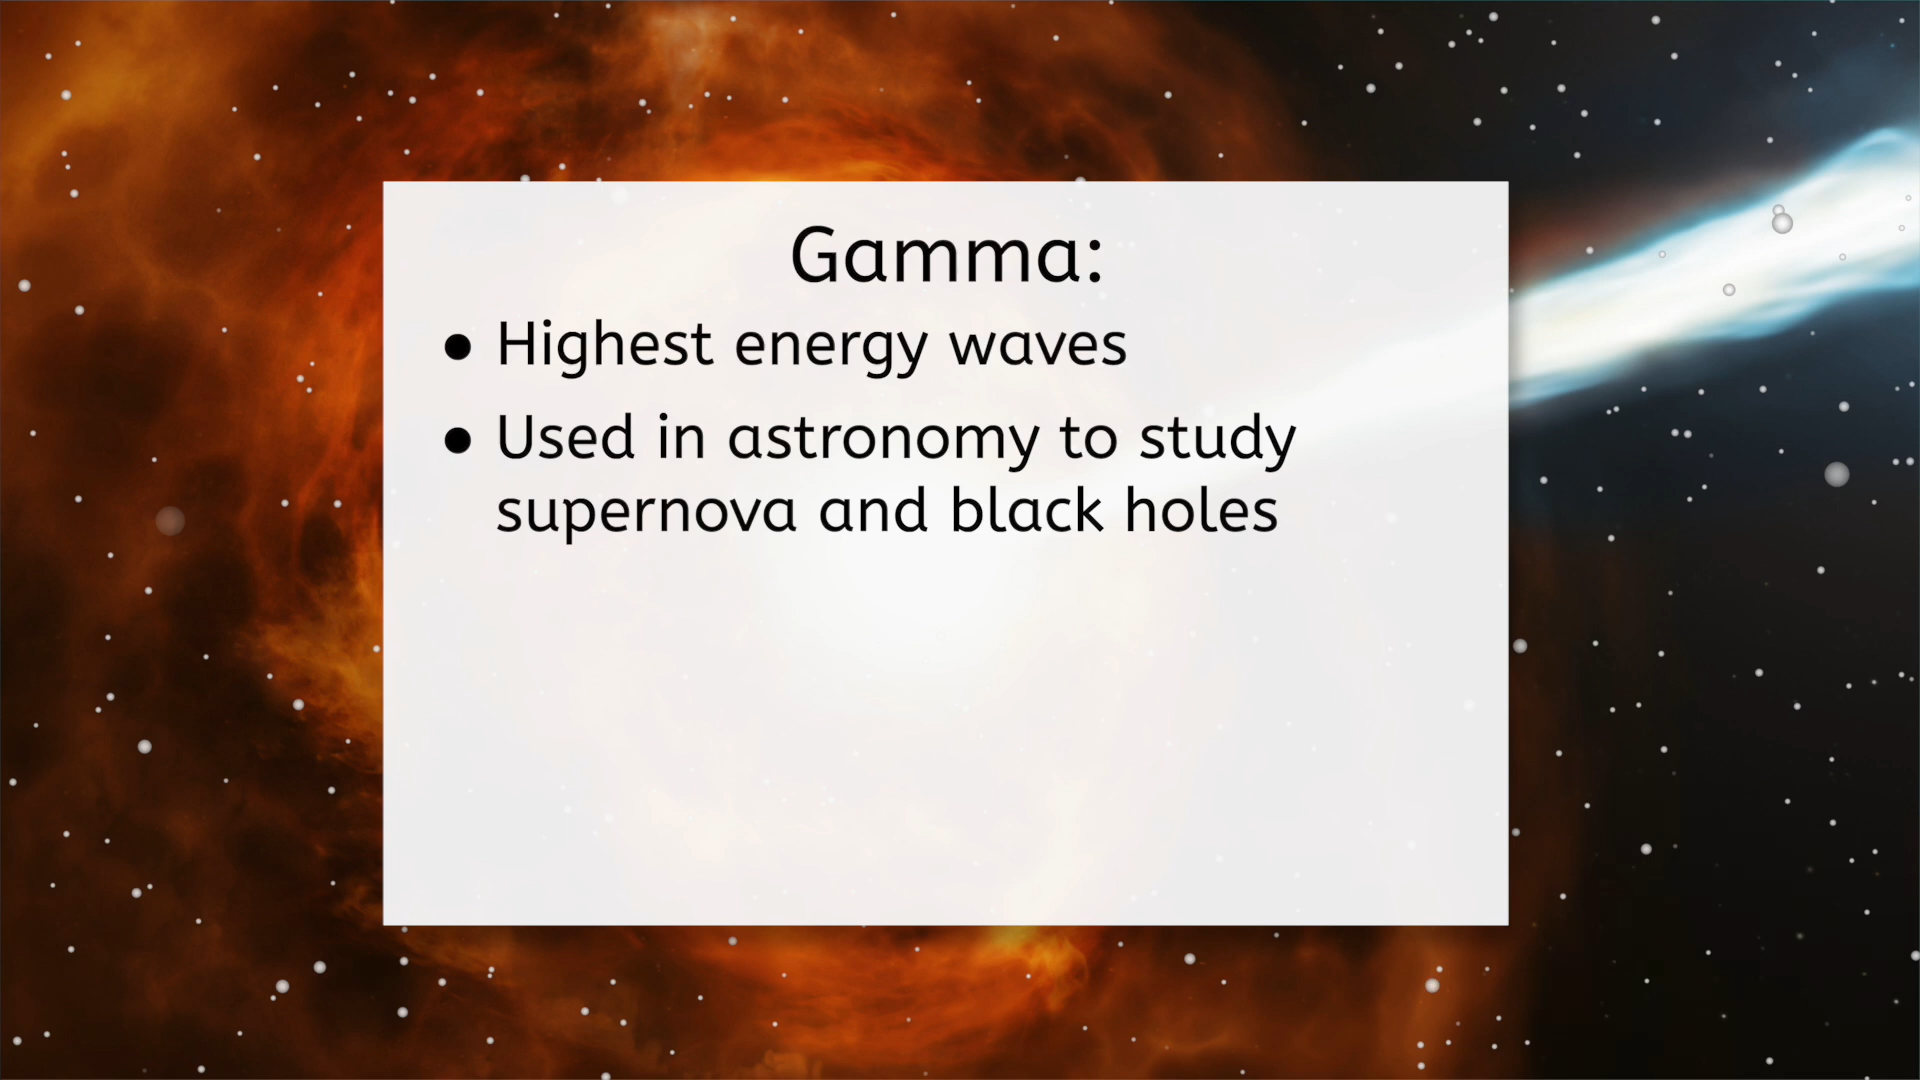 Gamma:
● Highest energy waves
● Used in astronomy to study
supernova and black holes